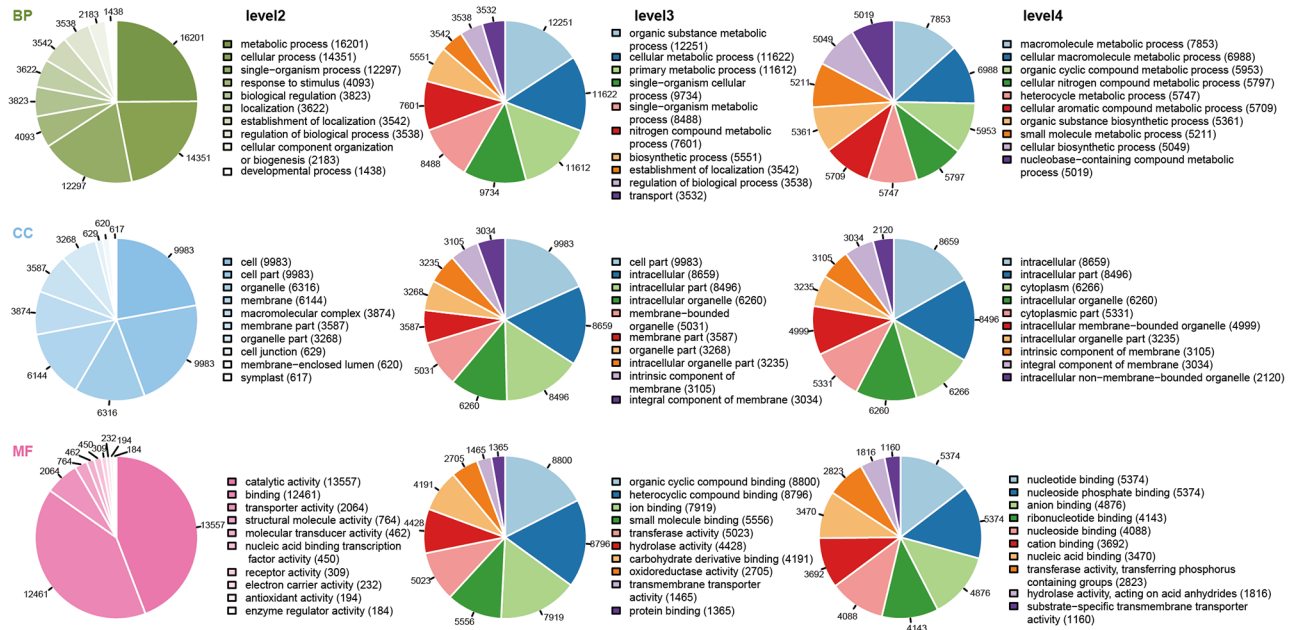 BP
level2
16201
14351
12297
4093
3823
3622
3542
3538
2183
1438
metabolic process (16201)
cellular process (14351)
single−organism process (12297)
response to stimulus (4093)
biological regulation (3823)
localization (3622)
establishment of localization (3542)
regulation of biological process (3538)
cellular component organization
or biogenesis (2183)
developmental process (1438)
level3
12251
11622
11612
9734
8488
7601
5551
3542
3538
3532
organic substance metabolic
process (12251)
cellular metabolic process (11622)
primary metabolic process (11612)
single−organism cellular
process (9734)
single−organism metabolic
process (8488)
nitrogen compound metabolic
process (7601)
biosynthetic process (5551)
establishment of localization (3542)
regulation of biological process (3538)
transport (3532)
level4
7853
6988
5953
5797
5747
5709
5361
5211
5049
5019
macromolecule metabolic process (7853)
cellular macromolecule metabolic process (6988)
organic cyclic compound metabolic process (5953)
cellular nitrogen compound metabolic process (5797)
heterocycle metabolic process (5747)
cellular aromatic compound metabolic process (5709)
organic substance biosynthetic process (5361)
small molecule metabolic process (5211)
cellular biosynthetic process (5049)
nucleobase−containing compound metabolic
process (5019)
CC
9983
9983
6316
6144
3874
3587
3268
629
620
617
cell (9983)
cell part (9983)
organelle (6316)
membrane (6144)
macromolecular complex (3874)
membrane part (3587)
organelle part (3268)
cell junction (629)
membrane−enclosed lumen (620)
symplast (617)
9983
8659
8496
6260
5031
3587
3268
3235
3105
3034
cell part (9983)
intracellular (8659)
intracellular part (8496)
intracellular organelle (6260)
membrane−bounded
organelle (5031)
membrane part (3587)
organelle part (3268)
intracellular organelle part (3235)
intrinsic component of
membrane (3105)
integral component of membrane (3034)
8659
8496
6266
6260
5331
4999
3235
3105
3034
2120
intracellular (8659)
intracellular part (8496)
cytoplasm (6266)
intracellular organelle (6260)
cytoplasmic part (5331)
intracellular membrane−bounded organelle (4999)
intracellular organelle part (3235)
intrinsic component of membrane (3105)
integral component of membrane (3034)
intracellular non−membrane−bounded organelle (2120)
MF
13557
12461
2064
764
462
450
309
232
194
184
catalytic activity (13557)
binding (12461)
transporter activity (2064)
structural molecule activity (764)
molecular transducer activity (462)
nucleic acid binding transcription
factor activity (450)
receptor activity (309)
electron carrier activity (232)
antioxidant activity (194)
enzyme regulator activity (184)
8800
8796
7919
5556
5023
4428
4191
2705
1465
1365
organic cyclic compound binding (8800)
heterocyclic compound binding (8796)
ion binding (7919)
small molecule binding (5556)
transferase activity (5023)
hydrolase activity (4428)
carbohydrate derivative binding (4191)
oxidoreductase activity (2705)
transmembrane transporter
activity (1465)
protein binding (1365)
5374
5374
4876
4143
4088
3692
3470
2823
1816
1160
nucleotide binding (5374)
nucleoside phosphate binding (5374)
anion binding (4876)
ribonucleotide binding (4143)
nucleoside binding (4088)
cation binding (3692)
nucleic acid binding (3470)
transferase activity, transferring phosphorus
containing groups (2823)
hydrolase activity, acting on acid anhydrides (1816)
substrate−specific transmembrane transporter
activity (1160)